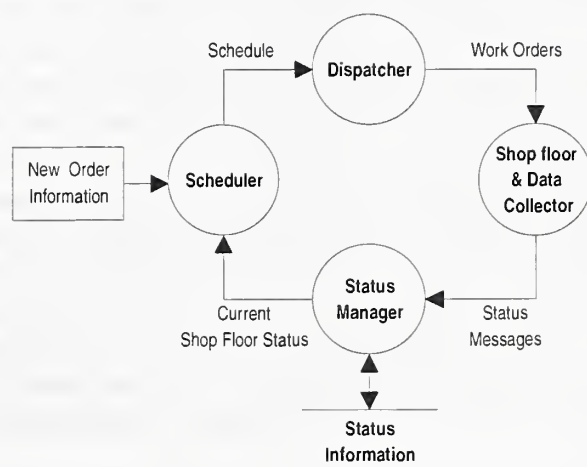 Schedule
Work Orders
Dispatcher
New Order
Information
Scheduler
Shop floor
& Data
Collector
Status
Manager
Current
Shop Floor Status
Status
Messages
Status
Information